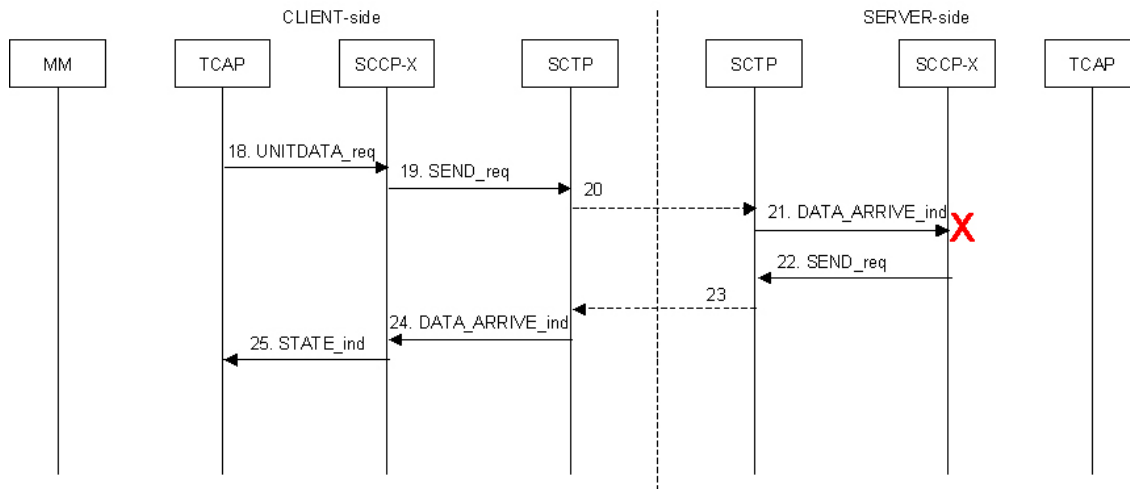 CLIENT-side SERVER-side
MM TCAP SCCP-X SCTP SCTP SCCP-X TCAP
18. UNITDATA_req
19. SEND_req
20
21. DATA_ARRIVE_ind
X
22. SEND_req
23
24. DATA_ARRIVE_ind
25. STATE_ind